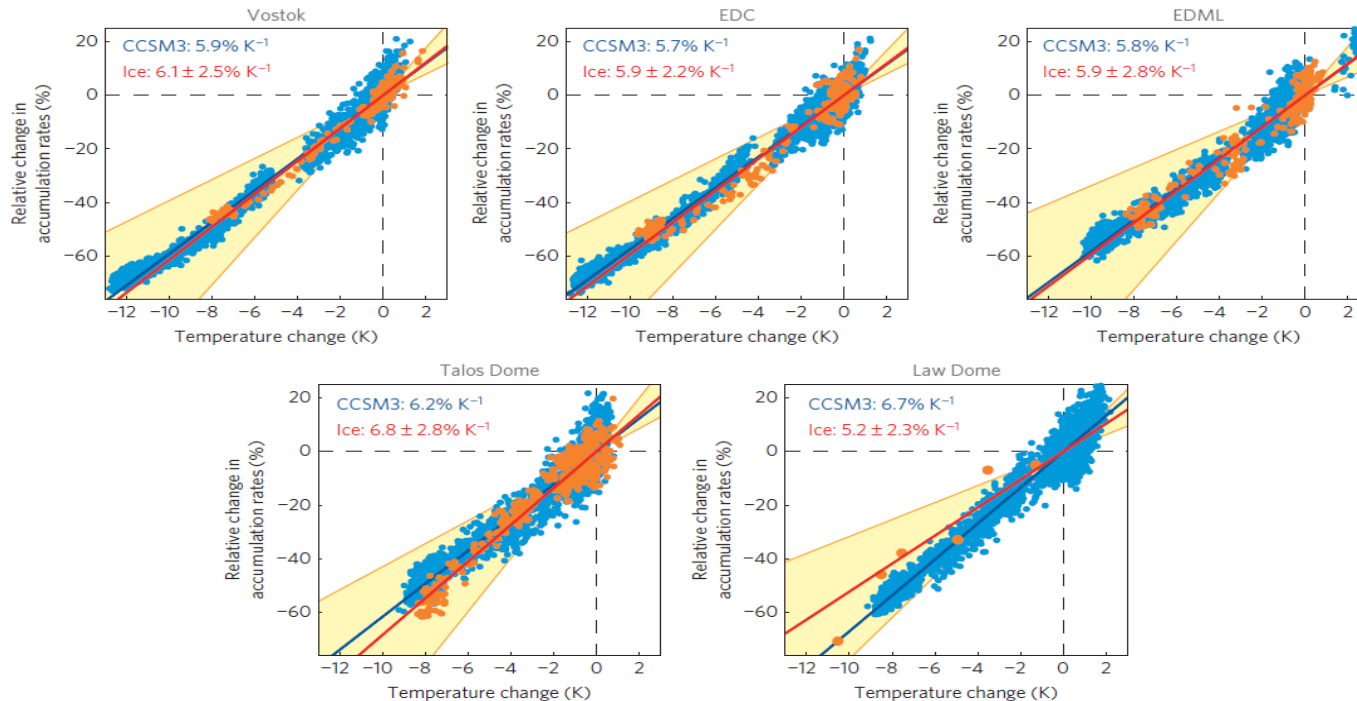 Vostok
CCSM3: 5.9% K⁻¹
Ice: 6.1 ± 2.5% K⁻¹
20
0
−20
−40
−60
Relative change in
accumulation rates (%)
−12 −10 −8 −6 −4 −2 0 2
Temperature change (K)
EDC
CCSM3: 5.7% K⁻¹
Ice: 5.9 ± 2.2% K⁻¹
20
0
−20
−40
−60
Relative change in
accumulation rates (%)
−12 −10 −8 −6 −4 −2 0 2
Temperature change (K)
EDML
CCSM3: 5.8% K⁻¹
Ice: 5.9 ± 2.8% K⁻¹
20
0
−20
−40
−60
Relative change in
accumulation rates (%)
−12 −10 −8 −6 −4 −2 0 2
Temperature change (K)
Talos Dome
CCSM3: 6.2% K⁻¹
Ice: 6.8 ± 2.8% K⁻¹
20
0
−20
−40
−60
Relative change in
accumulation rates (%)
−12 −10 −8 −6 −4 −2 0 2
Temperature change (K)
Law Dome
CCSM3: 6.7% K⁻¹
Ice: 5.2 ± 2.3% K⁻¹
20
0
−20
−40
−60
Relative change in
accumulation rates (%)
−12 −10 −8 −6 −4 −2 0 2
Temperature change (K)